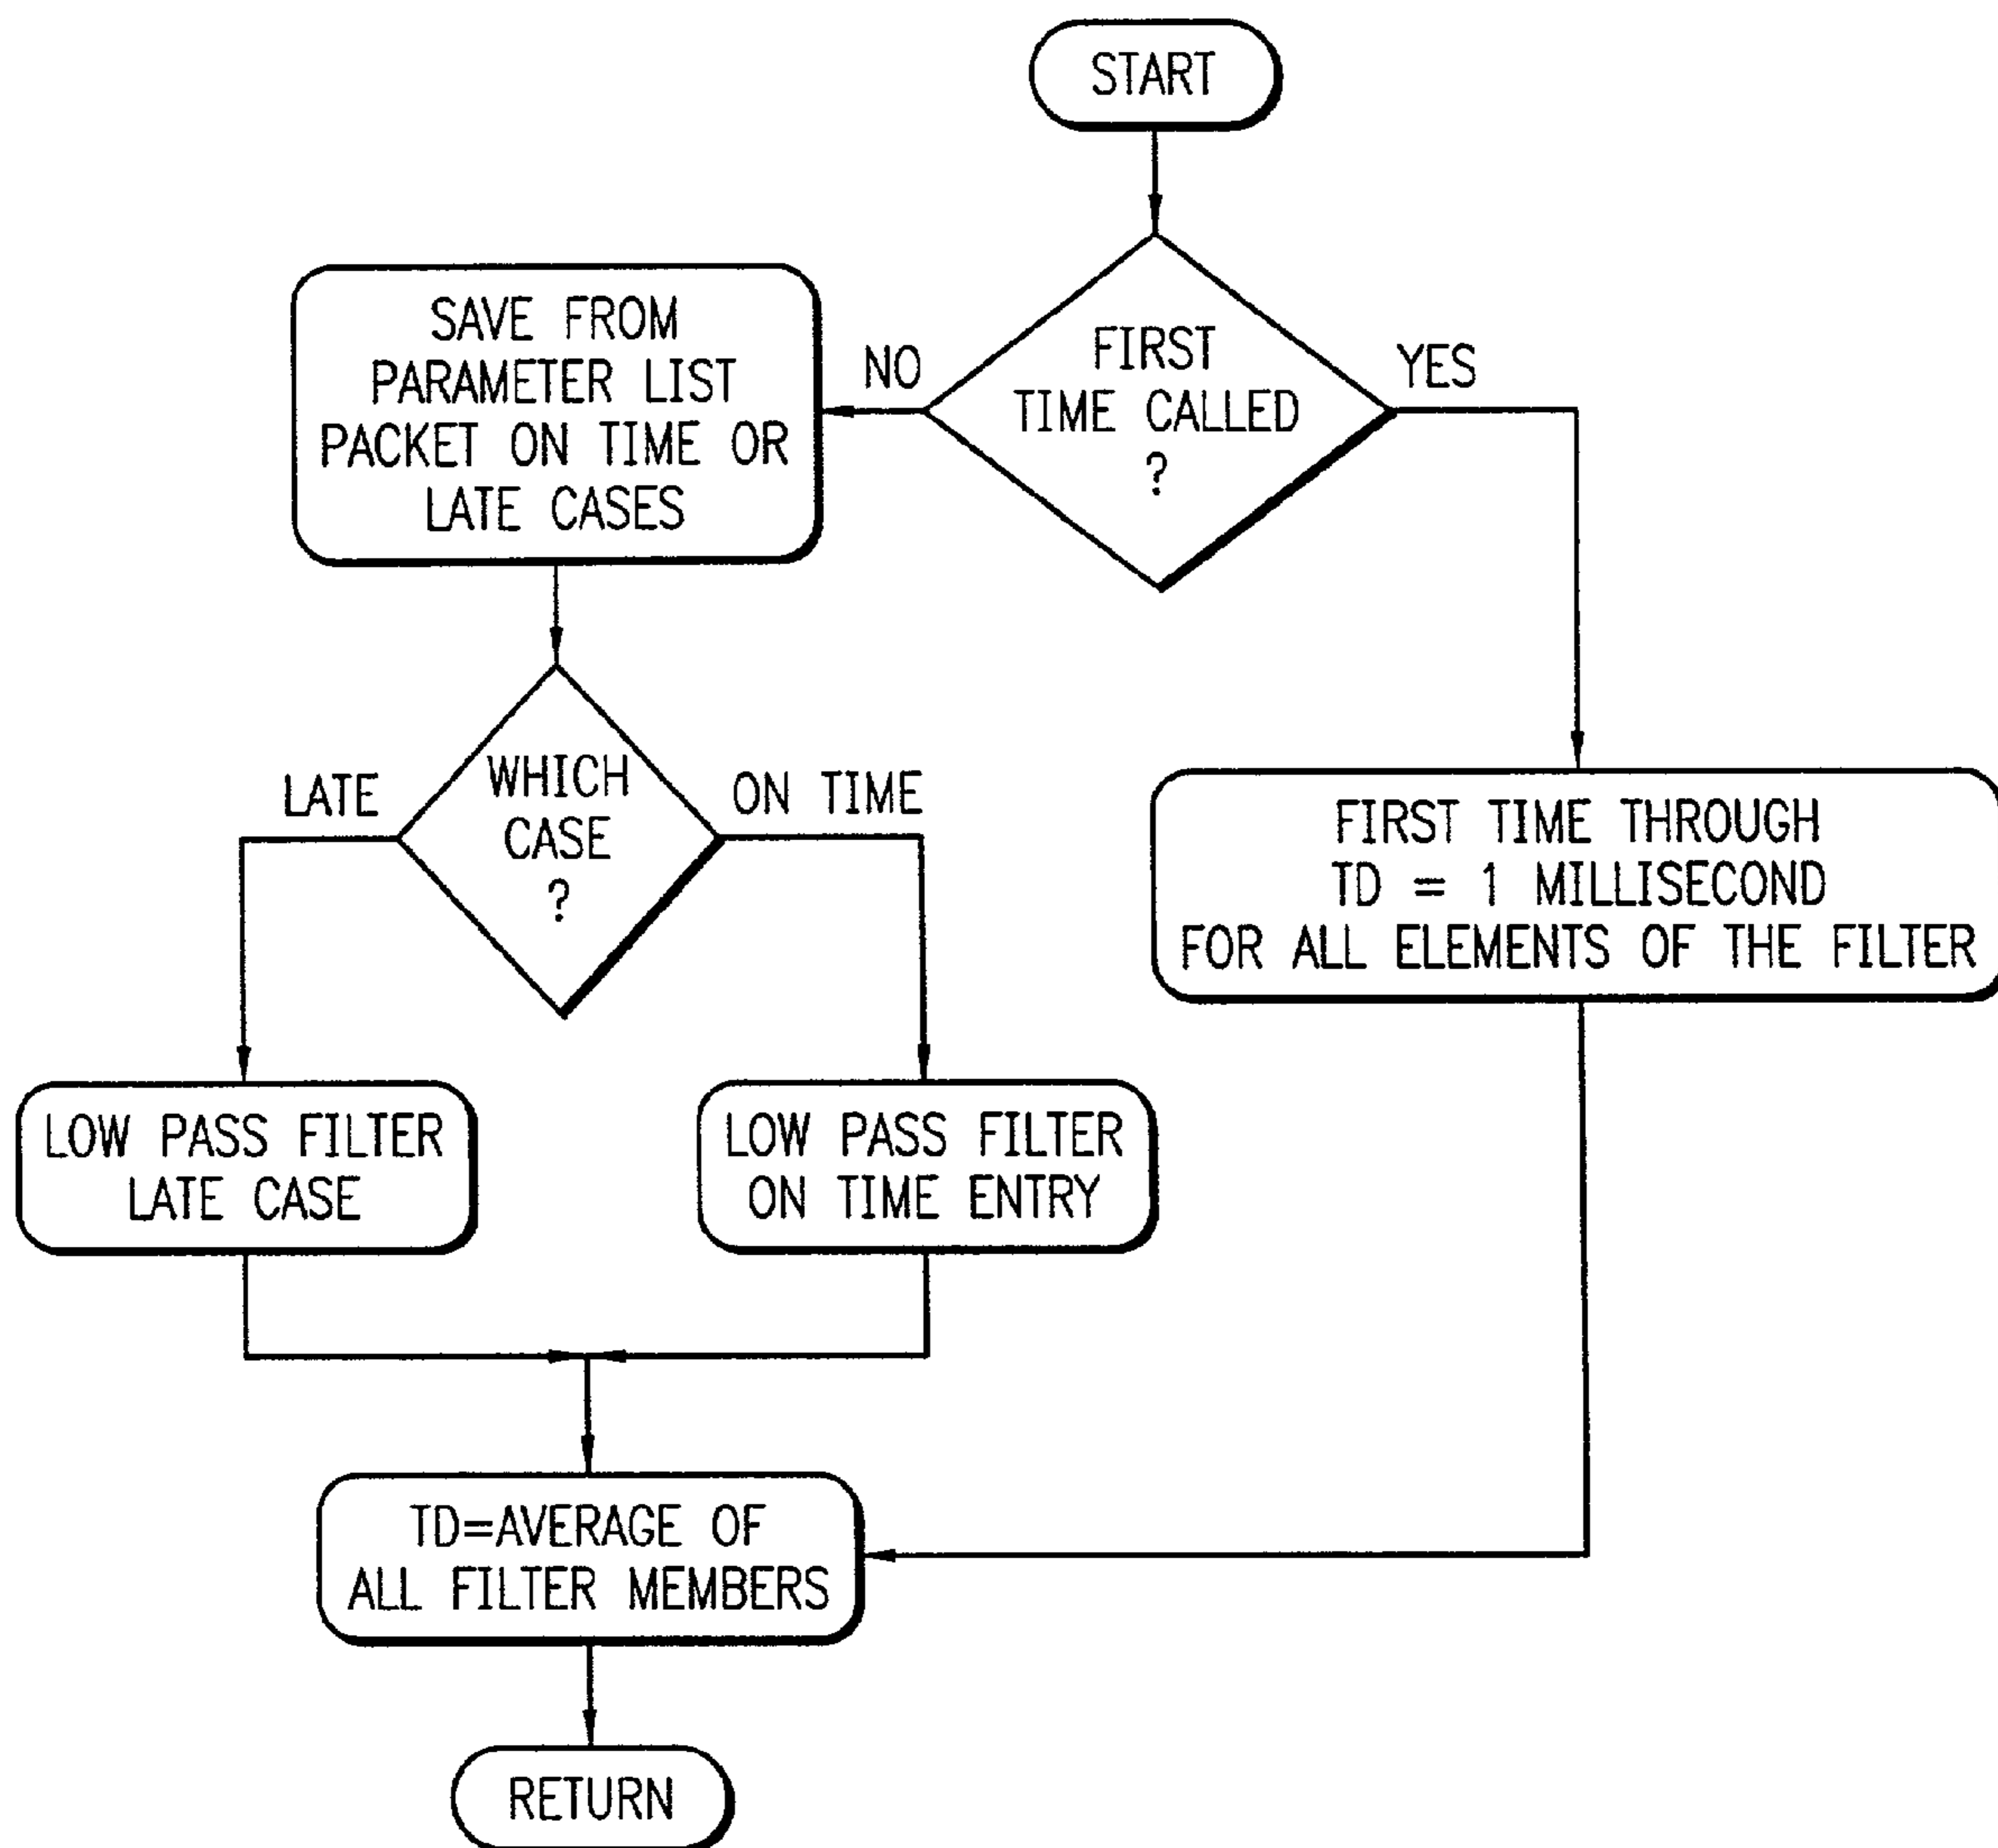 START
FIRST
TIME CALLED
?
NO
YES
SAVE FROM
PARAMETER LIST
PACKET ON TIME OR
LATE CASES
WHICH
CASE
?
LATE
ON TIME
FIRST TIME THROUGH
TD = 1 MILLISECOND
FOR ALL ELEMENTS OF THE FILTER
LOW PASS FILTER
LATE CASE
LOW PASS FILTER
ON TIME ENTRY
TD=AVERAGE OF
ALL FILTER MEMBERS
RETURN